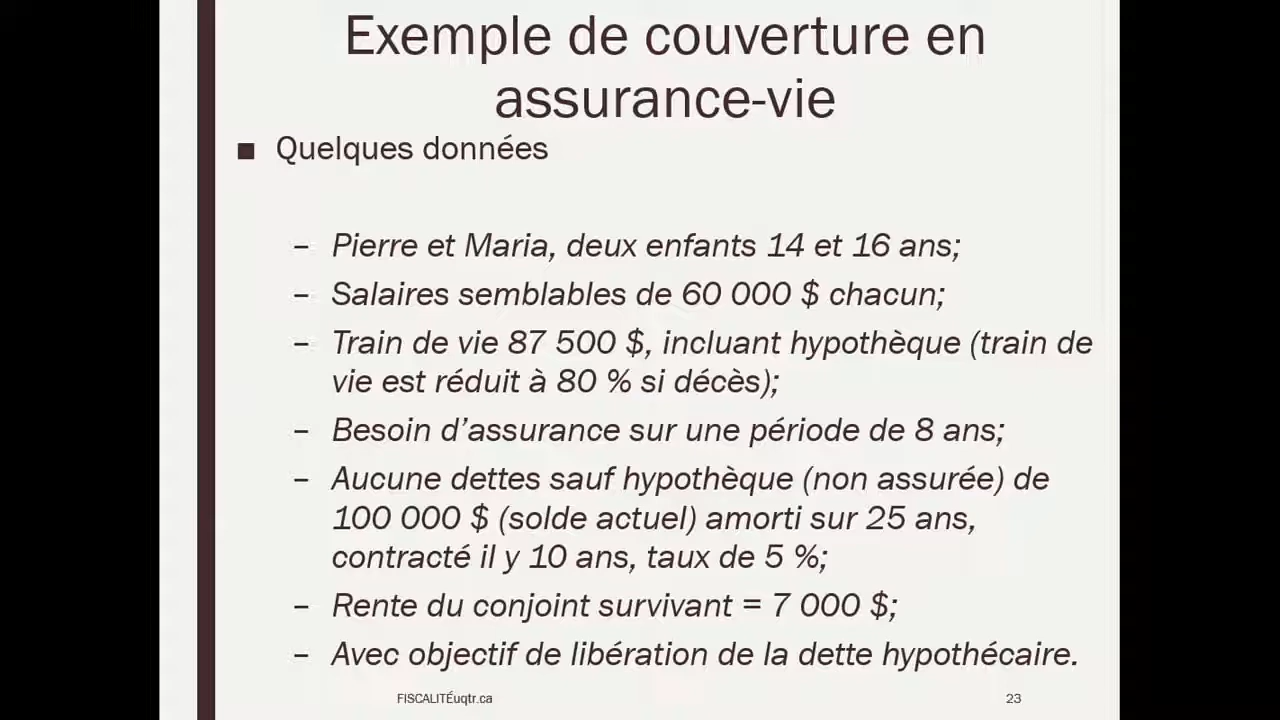 Exemple de couverture en
assurance-vie
■ Quelques données
– Pierre et Maria, deux enfants 14 et 16 ans;
– Salaires semblables de 60 000 $ chacun;
– Train de vie 87 500 $, incluant hypothèque (train de
vie est réduit à 80 % si décès);
– Besoin d’assurance sur une période de 8 ans;
– Aucune dettes sauf hypothèque (non assurée) de
100 000 $ (solde actuel) amorti sur 25 ans,
contracté il y 10 ans, taux de 5 %;
– Rente du conjoint survivant = 7 000 $;
– Avec objectif de libération de la dette hypothécaire.
FISCALITÉuqtr.ca 23